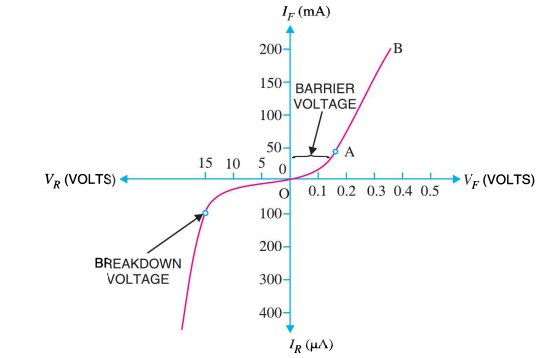 I_F (mA)
200
B
150
BARRIER
VOLTAGE
100
50
A
15 10 5 0
V_R (VOLTS)
V_F (VOLTS)
O
0.1 0.2 0.3 0.4 0.5
100
BREAKDOWN
VOLTAGE
200
300
400
I_R (μA)